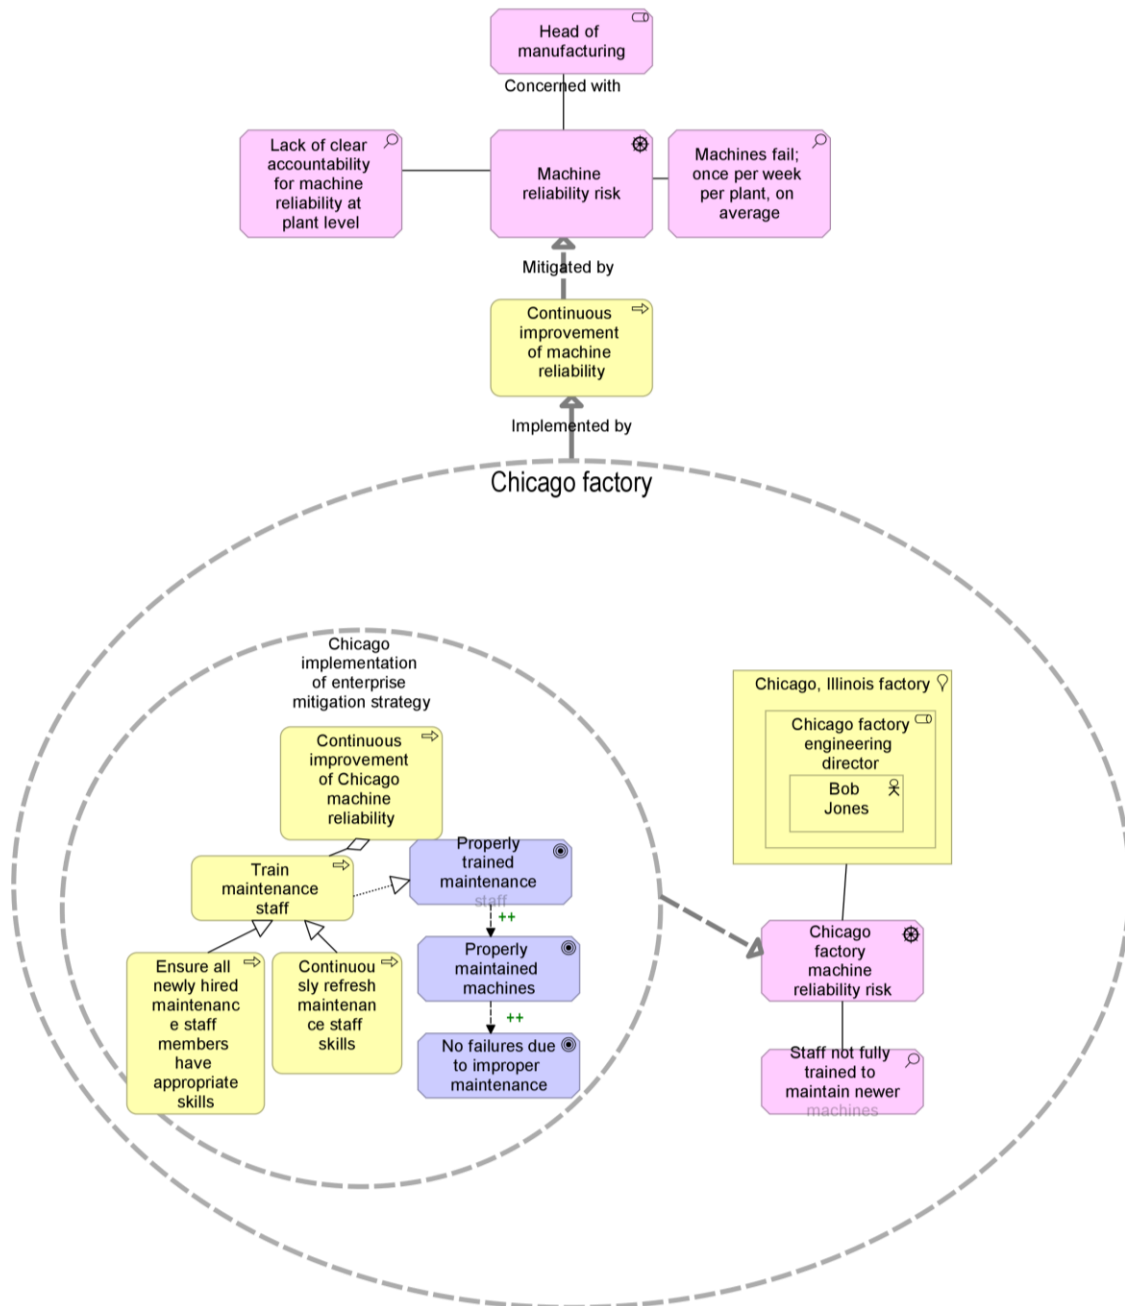 Head of
manufacturing
Concerned with
Lack of clear
accountability
for machine
reliability at
plant level
Machine
reliability risk
Machines fail;
once per week
per plant, on
average
Mitigated by
Continuous
improvement
of machine
reliability
Implemented by
Chicago factory
Chicago
implementation
of enterprise
mitigation strategy
Continuous
improvement
of Chicago
machine
reliability
Train
maintenance
staff
Properly
trained
maintenance
staff
++
Ensure all
newly hired
maintenanc
e staff
members
have
appropriate
skills
Continuou
sly refresh
maintenan
ce staff
skills
Properly
maintained
machines
++
No failures due
to improper
maintenance
Chicago, Illinois factory
Chicago factory
engineering
director
Bob
Jones
Chicago
factory
machine
reliability risk
Staff not fully
trained to
maintain newer
machines